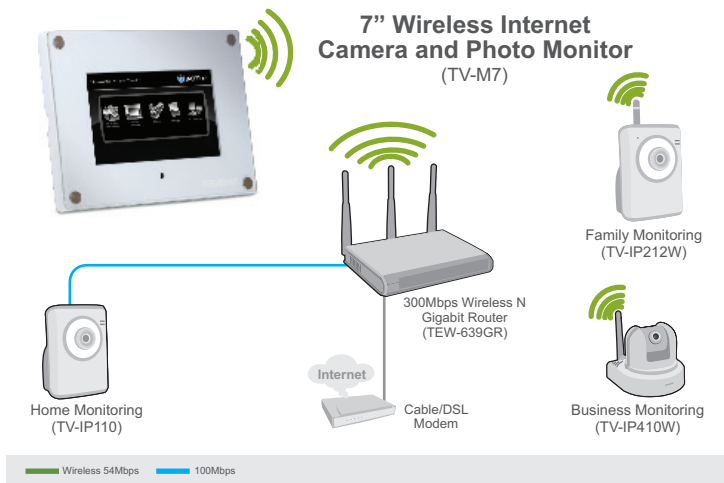 7” Wireless Internet
Camera and Photo Monitor
(TV-M7)
Family Monitoring
(TV-IP212W)
300Mbps Wireless N
Gigabit Router
(TEW-639GR)
Internet
Home Monitoring
(TV-IP110)
Cable/DSL
Modem
Business Monitoring
(TV-IP410W)
Wireless 54Mbps
100Mbps